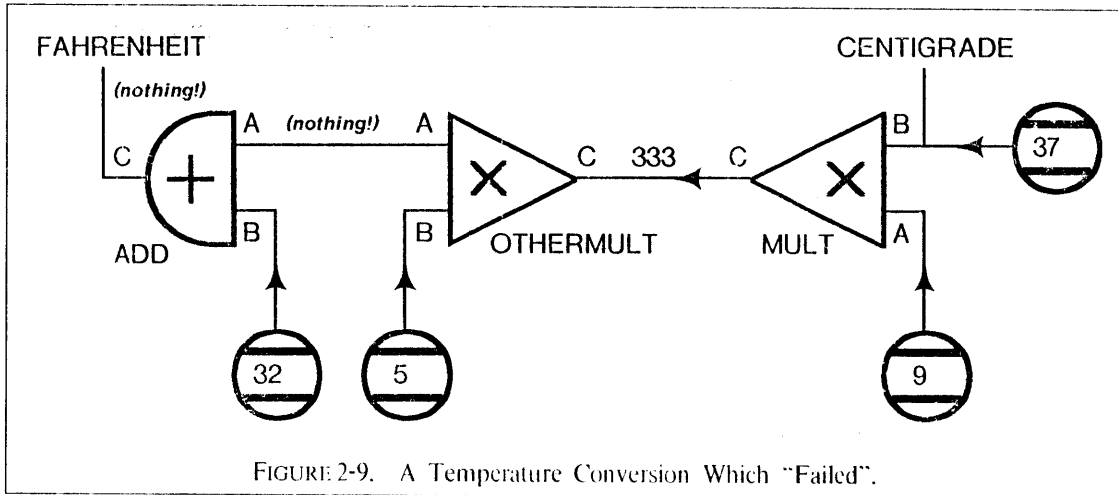 FAHRENHEIT CENTIGRADE
(nothing!)
A (nothing!) A B
37
C + × C 333 C ×
B B A
ADD OTHERMULT MULT
32 5 9
FIGURE 2-9. A Temperature Conversion Which “Failed”.